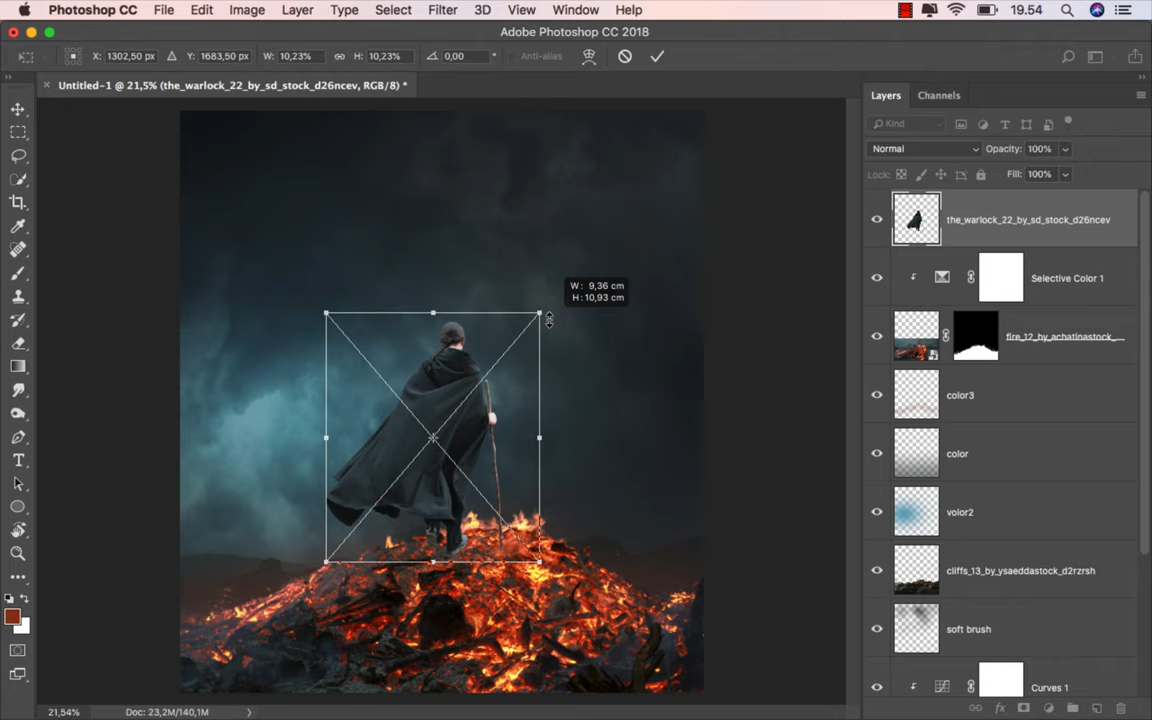 Photoshop CC File Edit Image Layer Type Select Filter 3D View Window Help 19.54
Adobe Photoshop CC 2018
X: 1302,50 px Y: 1683,50 px W: 10,23% H: 10,23% 0,00 ° Anti-alias
Untitled-1 @ 21,5% (the_warlock_22_by_sd_stock_d26ncev, RGB/8) *
Layers Channels
Kind
Normal Opacity: 100%
Lock: Fill: 100%
the_warlock_22_by_sd_stock_d26ncev
Selective Color 1
W: 9,36 cm
H: 10,93 cm
fire_12_by_achatinastock_...
color3
color
volor2
cliffs_13_by_ysaeddastock_d2rzrsh
soft brush
Curves 1
21,54% Doc: 23,2M/140,1M